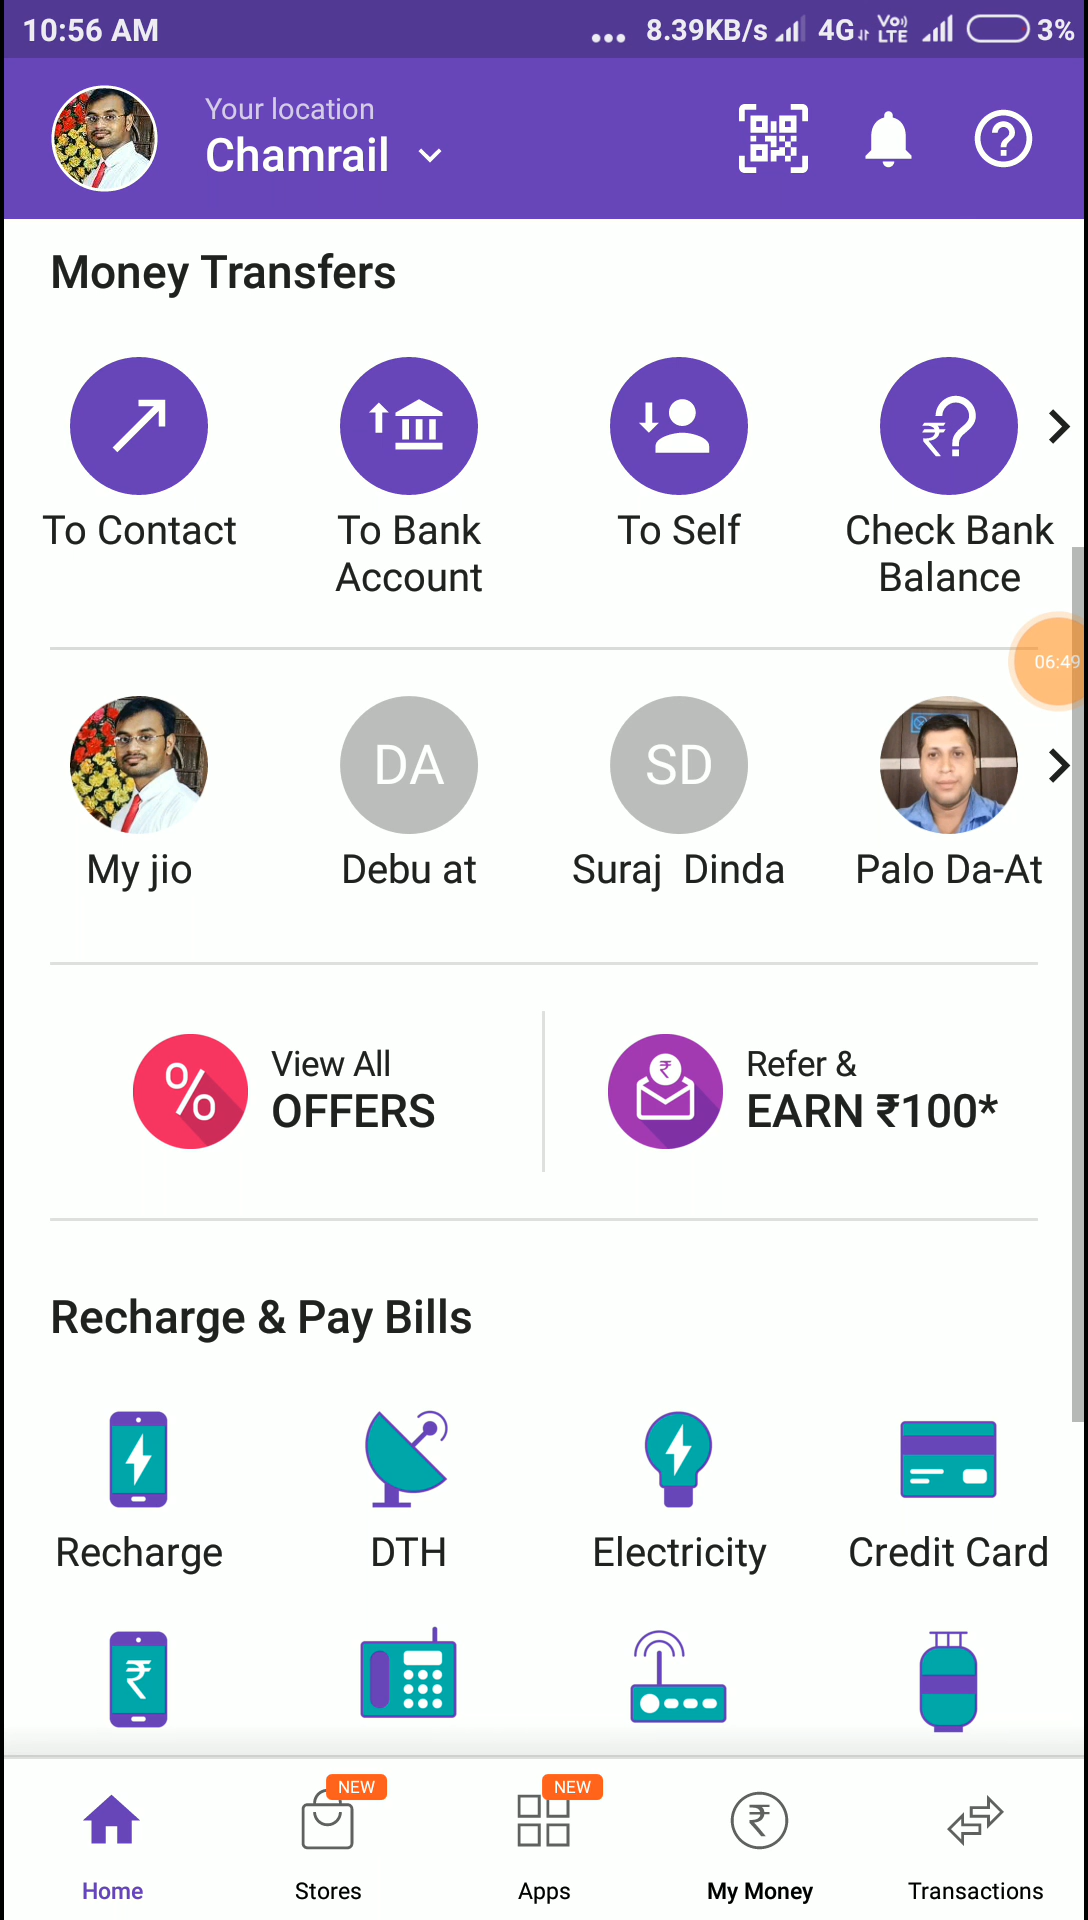 10:56 AM
... 8.39KB/s 4G VoLTE 3%
Your location
Chamrail
Money Transfers
To Contact
To Bank Account
To Self
Check Bank Balance
06:49
My jio
DA
Debu at
SD
Suraj Dinda
Palo Da-At
%
View All
OFFERS
₹
Refer &
EARN ₹100*
Recharge & Pay Bills
Recharge
DTH
Electricity
Credit Card
₹
Home
NEW
Stores
NEW
Apps
₹
My Money
Transactions